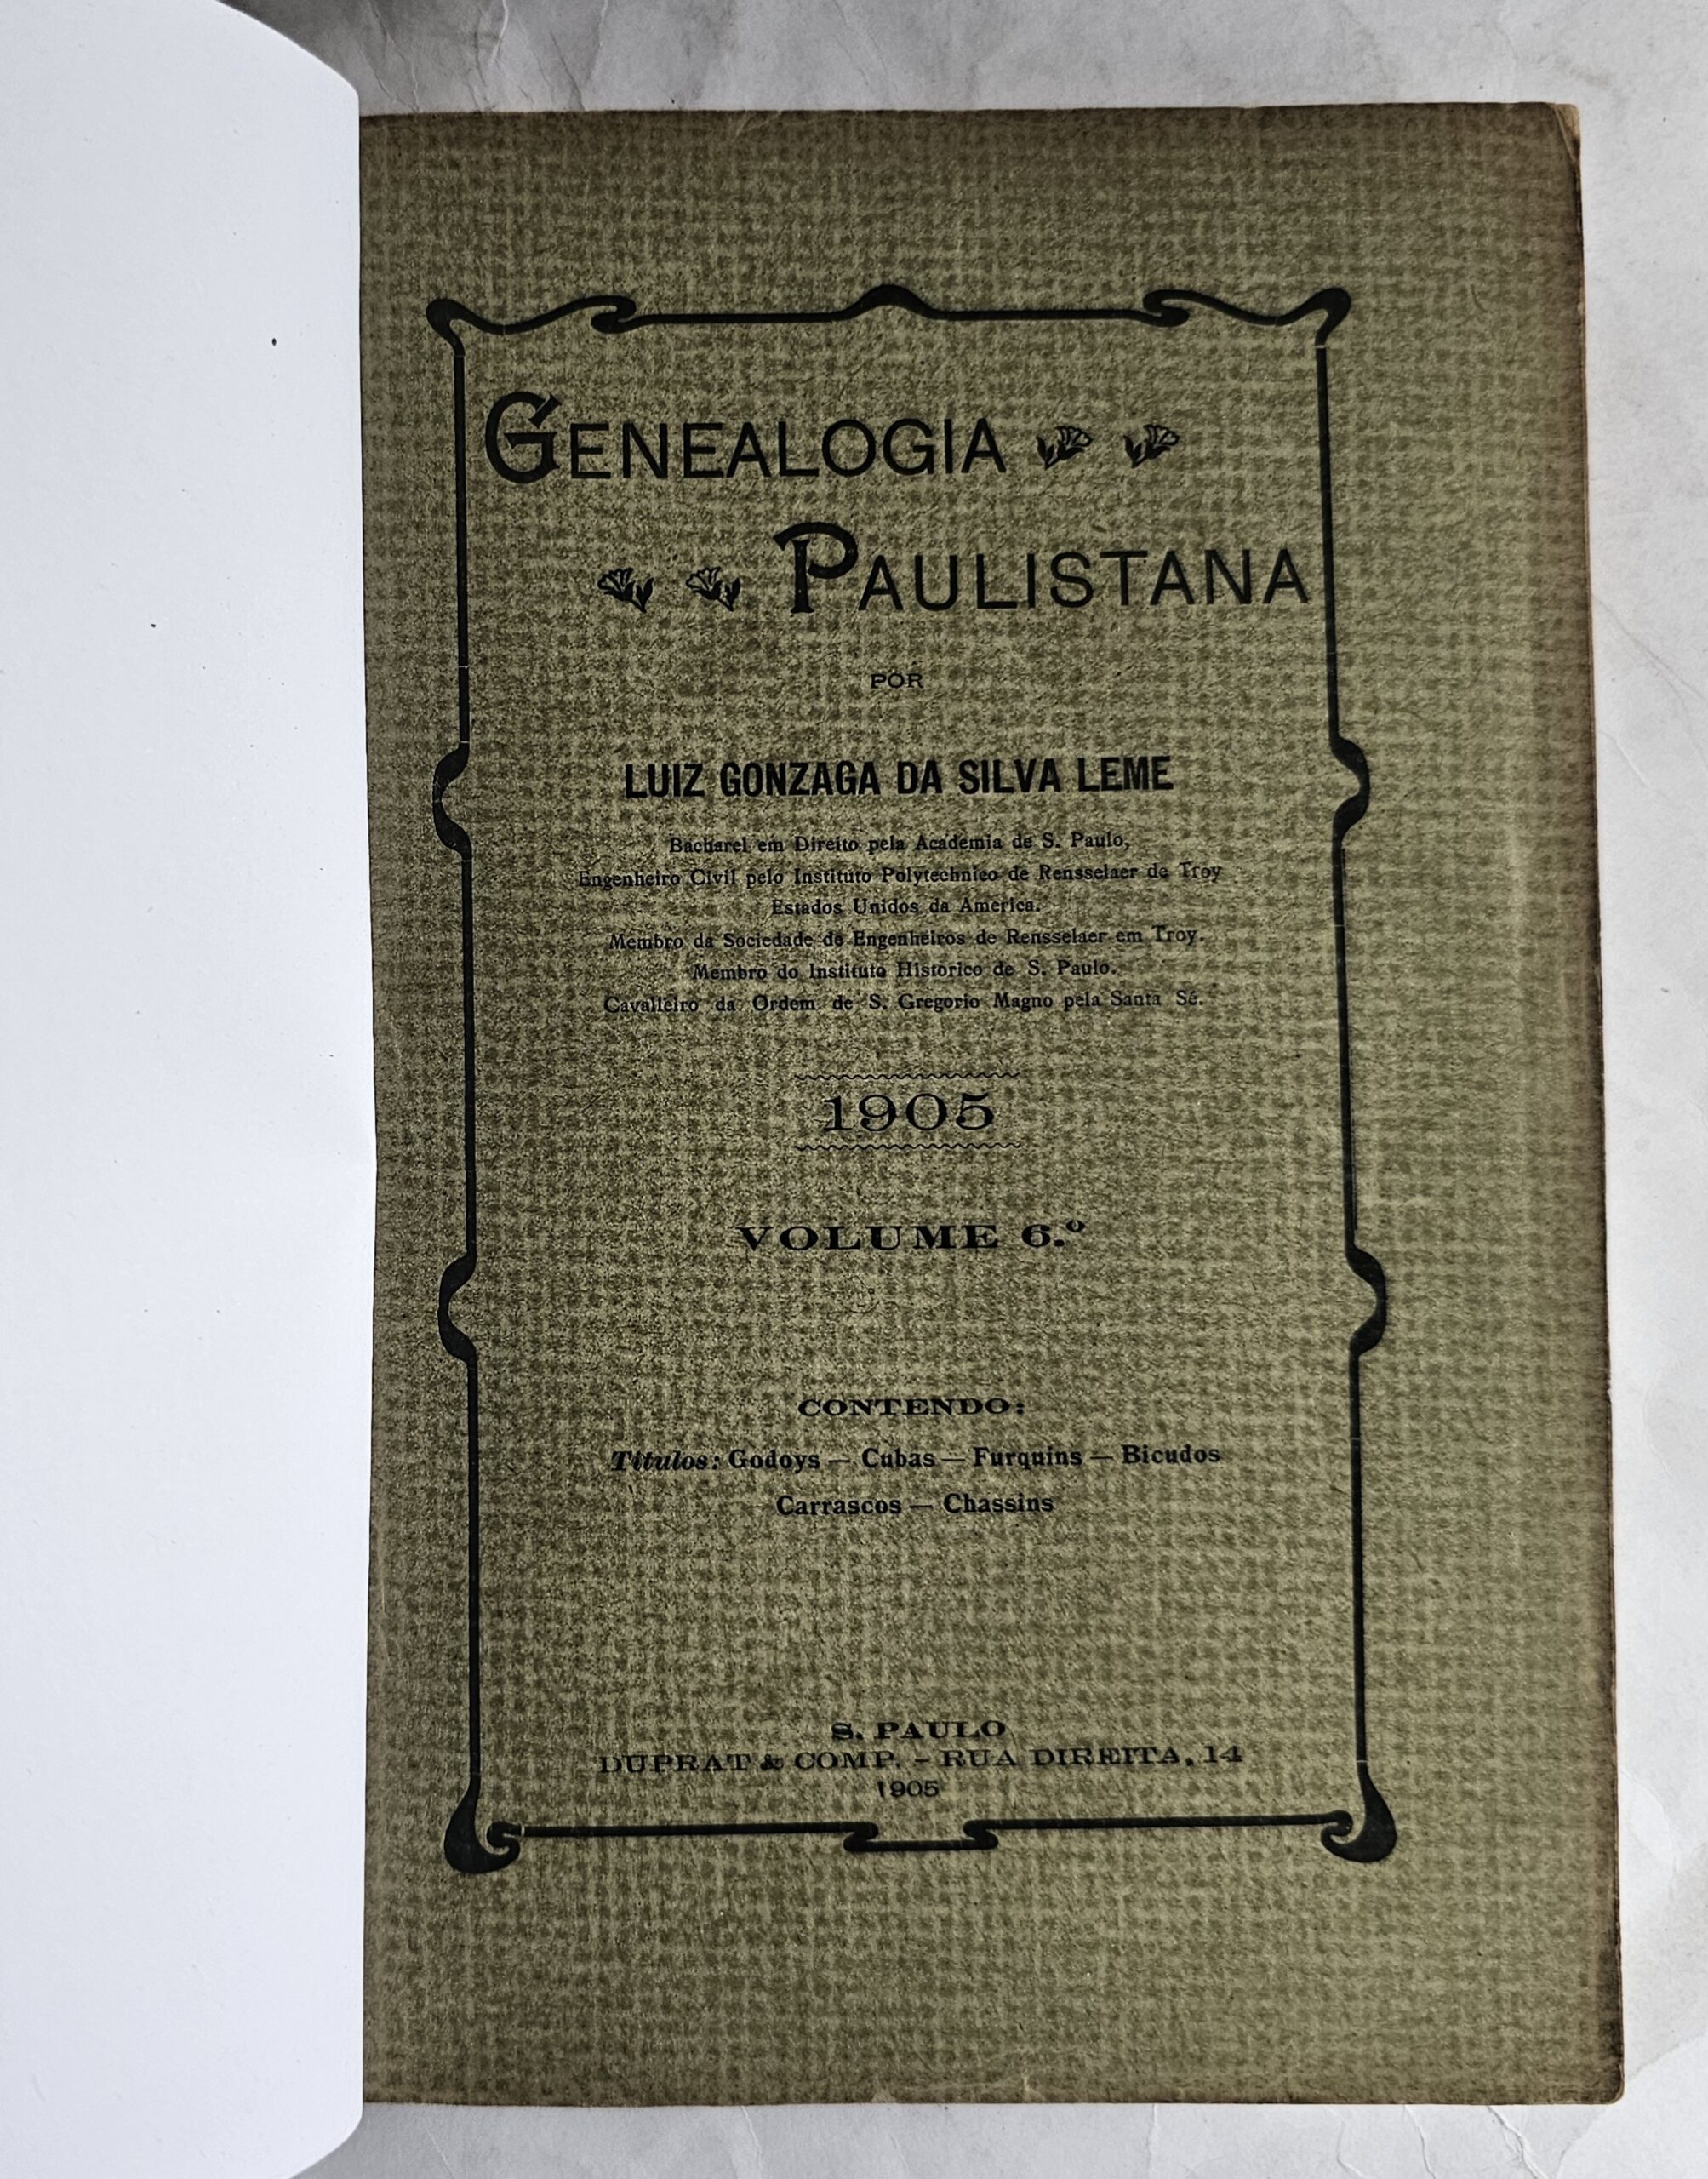 GENEALOGIA
PAULISTANA
POR
LUIZ GONZAGA DA SILVA LEME
Bacharel em Direito pela Academia de S. Paulo,
Engenheiro Civil pelo Instituto Polytechnico de Rensselaer de Troy
Estados Unidos da America.
Membro da Sociedade de Engenheiros de Rensselaer em Troy.
Membro do Instituto Historico de S. Paulo.
Cavalleiro da Ordem de S. Gregorio Magno pela Santa Sé.
1905
VOLUME 6.º
CONTENDO:
Titulos: Godoys — Cubas — Furquins — Bicudos
Carrascos — Chassins
S. PAULO
DUPRAT & COMP. - RUA DIREITA, 14
1905